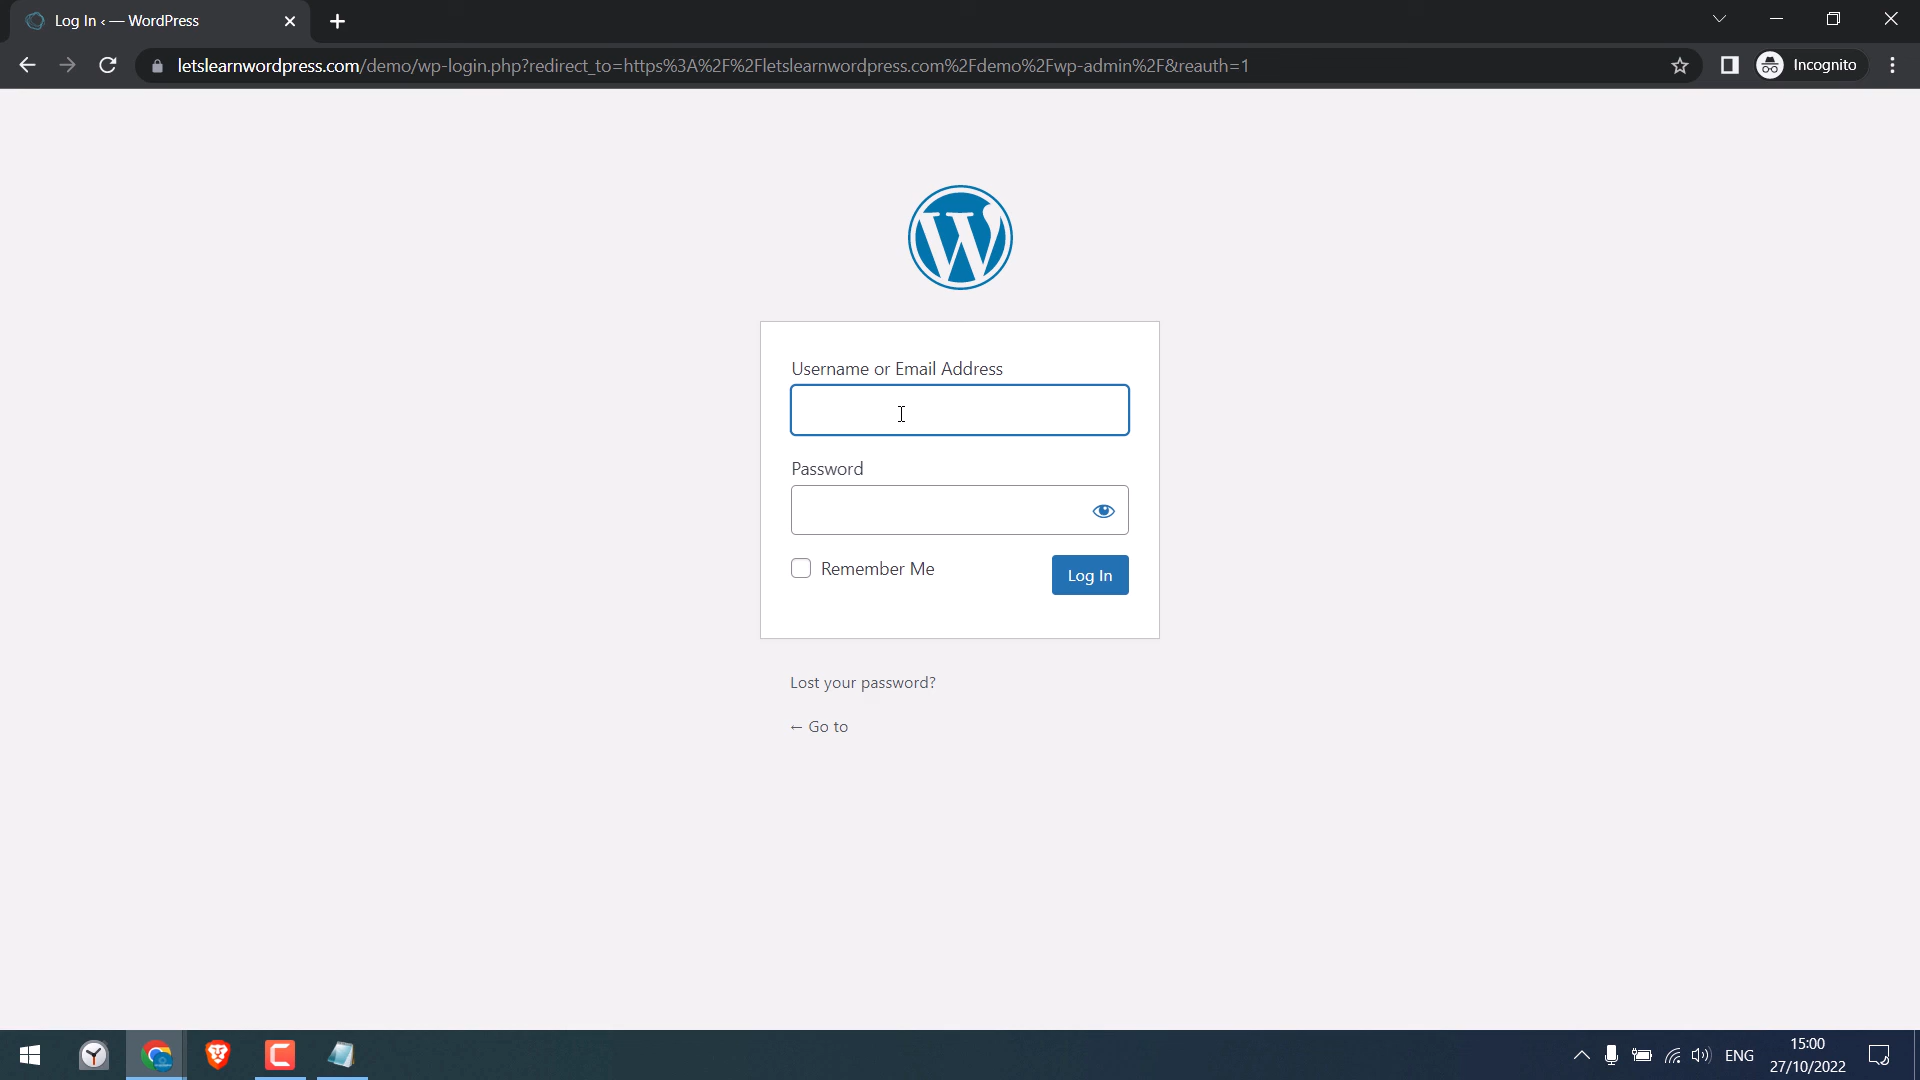 Log In ‹ — WordPress
letslearnwordpress.com/demo/wp-login.php?redirect_to=https%3A%2F%2Fletslearnwordpress.com%2Fdemo%2Fwp-admin%2F&reauth=1
Incognito
Username or Email Address
Password
Remember Me
Log In
Lost your password?
← Go to
ENG
15:00
27/10/2022